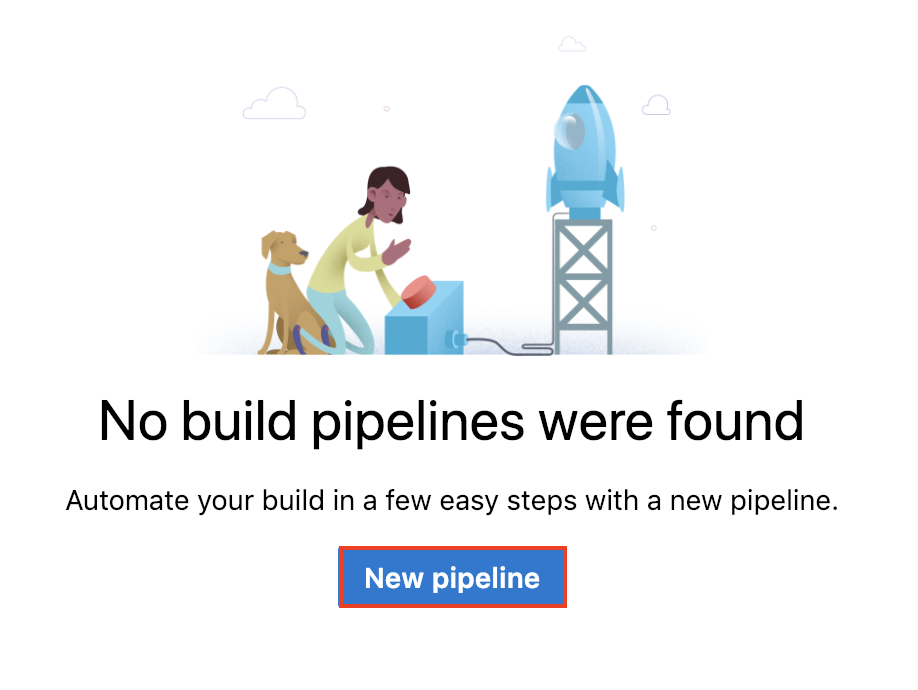 No build pipelines were found
Automate your build in a few easy steps with a new pipeline.
New pipeline